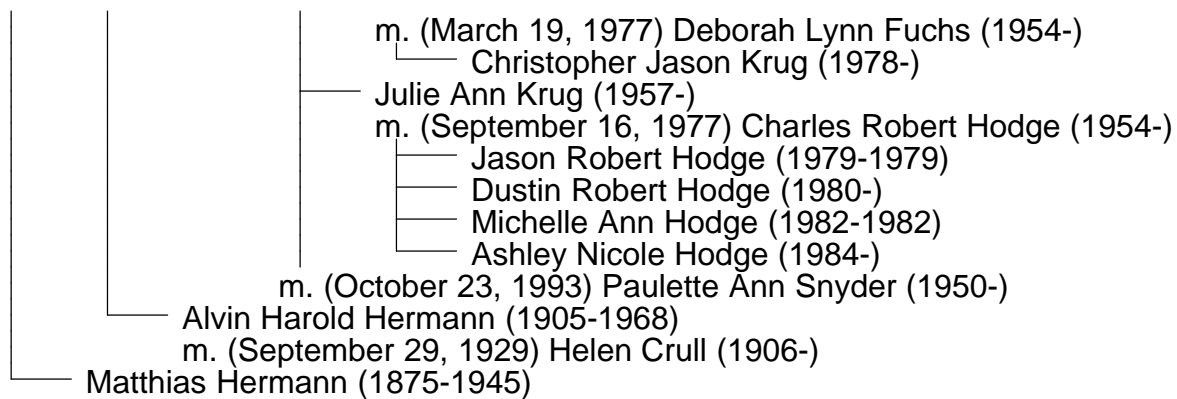 m. (March 19, 1977) Deborah Lynn Fuchs (1954-)
Christopher Jason Krug (1978-)
Julie Ann Krug (1957-)
m. (September 16, 1977) Charles Robert Hodge (1954-)
Jason Robert Hodge (1979-1979)
Dustin Robert Hodge (1980-)
Michelle Ann Hodge (1982-1982)
Ashley Nicole Hodge (1984-)
m. (October 23, 1993) Paulette Ann Snyder (1950-)
Alvin Harold Hermann (1905-1968)
m. (September 29, 1929) Helen Crull (1906-)
Matthias Hermann (1875-1945)